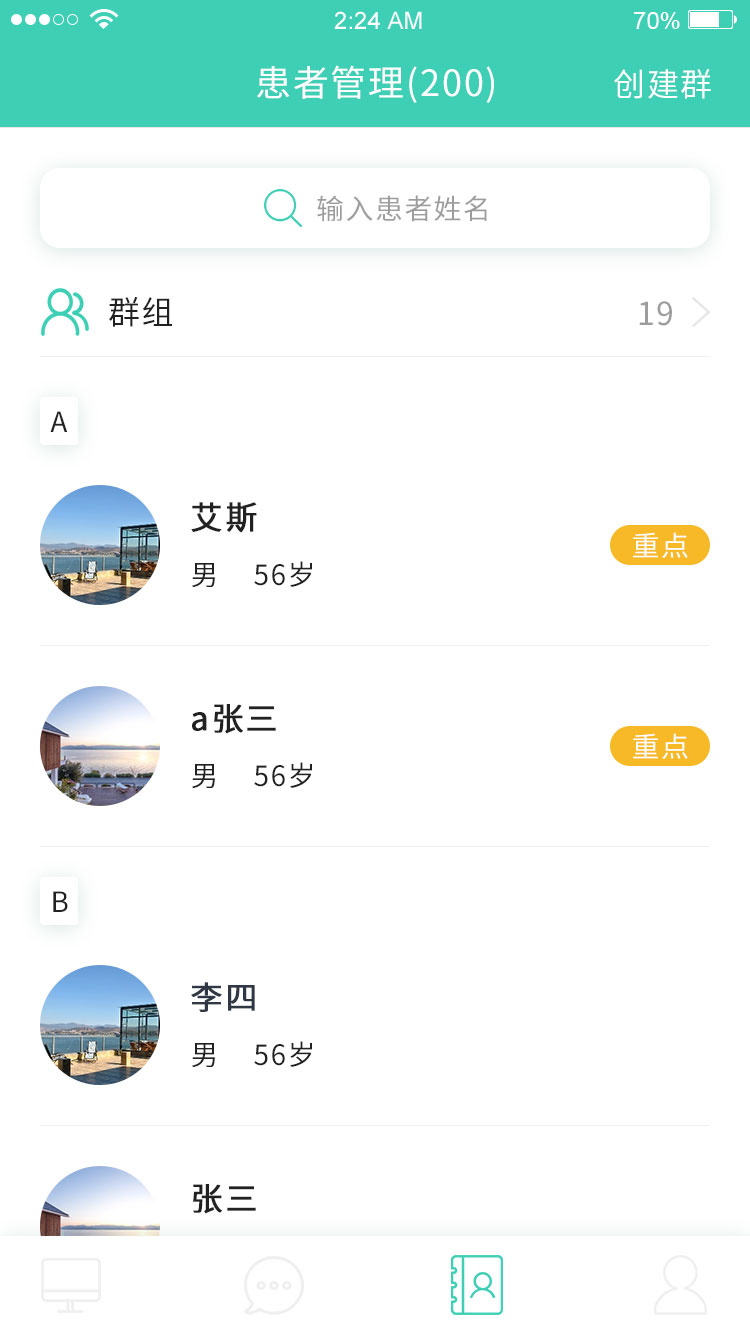 2:24 AM 70%
患者管理(200) 创建群
输入患者姓名
群组 19
A
艾斯
男 56岁 重点
a张三
男 56岁 重点
B
李四
男 56岁
张三